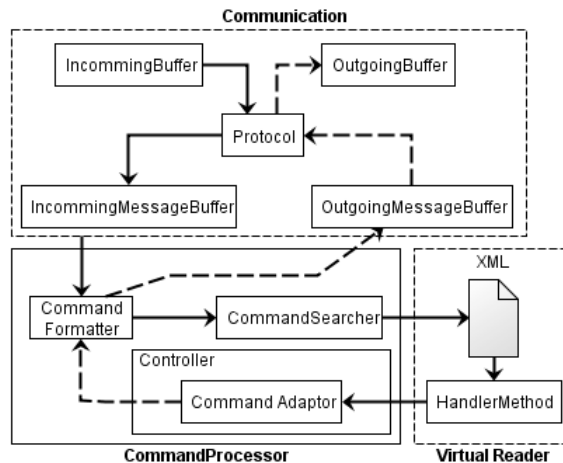 Communication
IncommingBuffer
OutgoingBuffer
Protocol
IncommingMessageBuffer
OutgoingMessageBuffer
XML
Command
Formatter
CommandSearcher
Controller
Command Adaptor
HandlerMethod
CommandProcessor
Virtual Reader